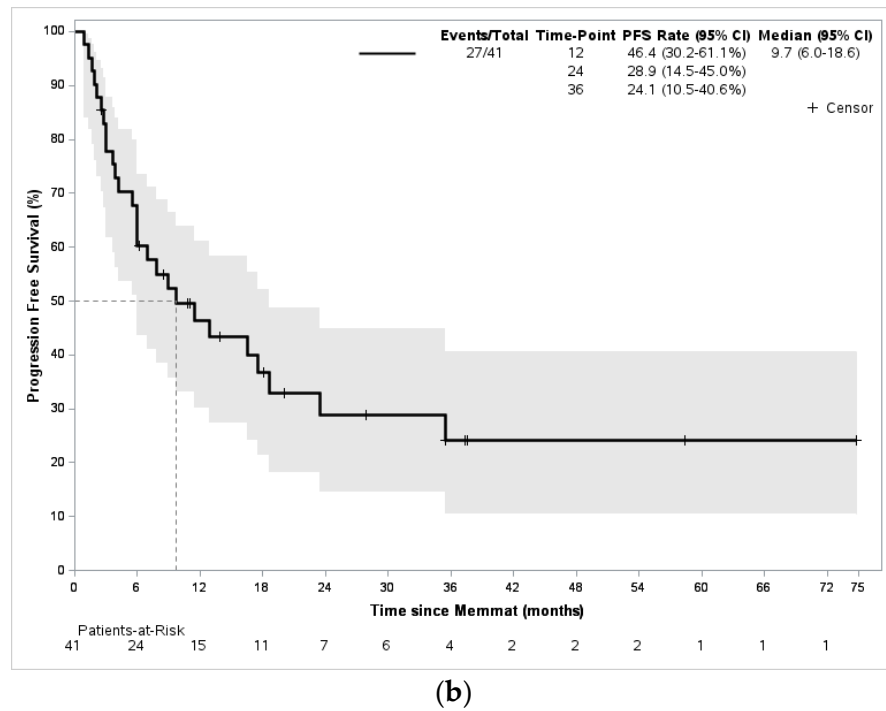 Events/Total Time-Point PFS Rate (95% CI) Median (95% CI)
27/41 12 46.4 (30.2-61.1%) 9.7 (6.0-18.6)
24 28.9 (14.5-45.0%)
36 24.1 (10.5-40.6%)
+ Censor
Progression Free Survival (%)
100
90
80
70
60
50
40
30
20
10
0
0 6 12 18 24 30 36 42 48 54 60 66 72 75
Time since Memmat (months)
Patients-at-Risk
41 24 15 11 7 6 4 2 2 2 1 1 1
(b)